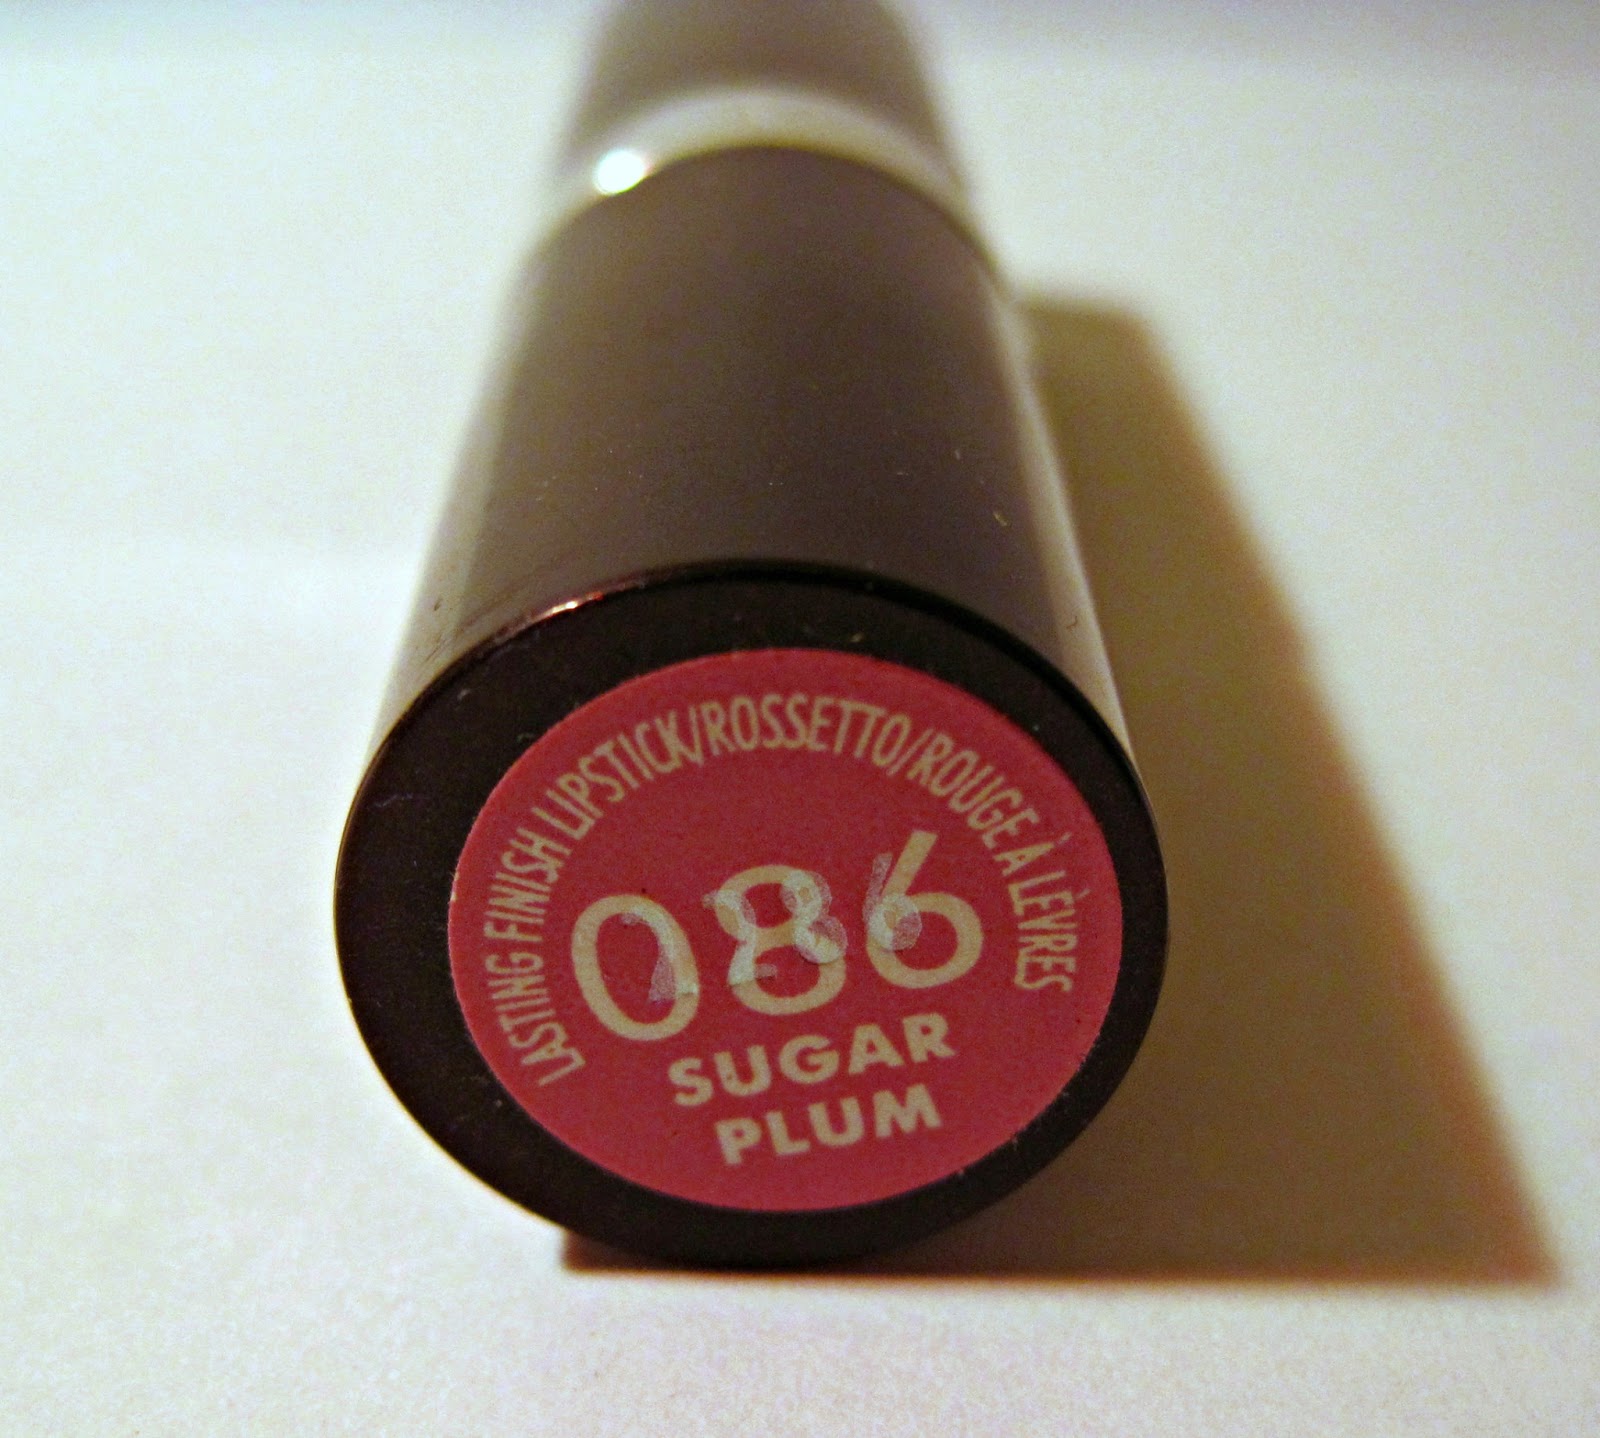 LASTING FINISH LIPSTICK/ROSSETTO/ROUGE À LÈVRES
086
SUGAR
PLUM